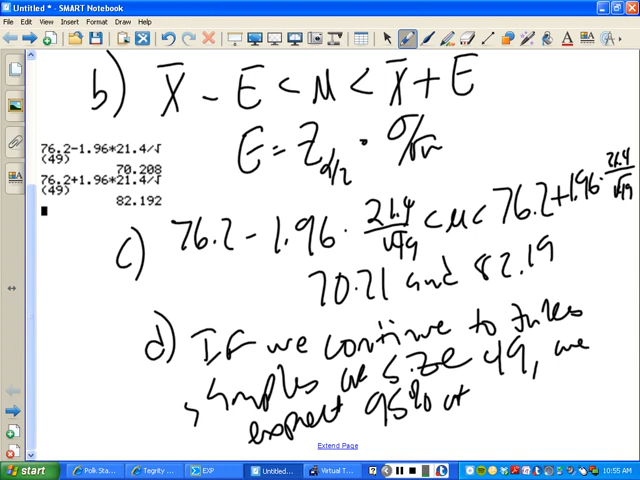 Untitled * - SMART Notebook
File Edit View Insert Format Draw Help
b) X̄ - E < μ < X̄ + E
E = Zα/2 · σ/√n
76.2-1.96*21.4/√
(49)
70.208
76.2+1.96*21.4/√
(49)
82.192
c) 76.2 - 1.96 · 21.4/√49 < μ < 76.2 + 1.96 · 21.4/√49
70.21 and 82.19
d) If we continue to take
samples of size 49, we
expect 95% of
Extend Page
start
Polk Stat
Tegrity
EXP
Untitled...
Virtual T...
10:55 AM